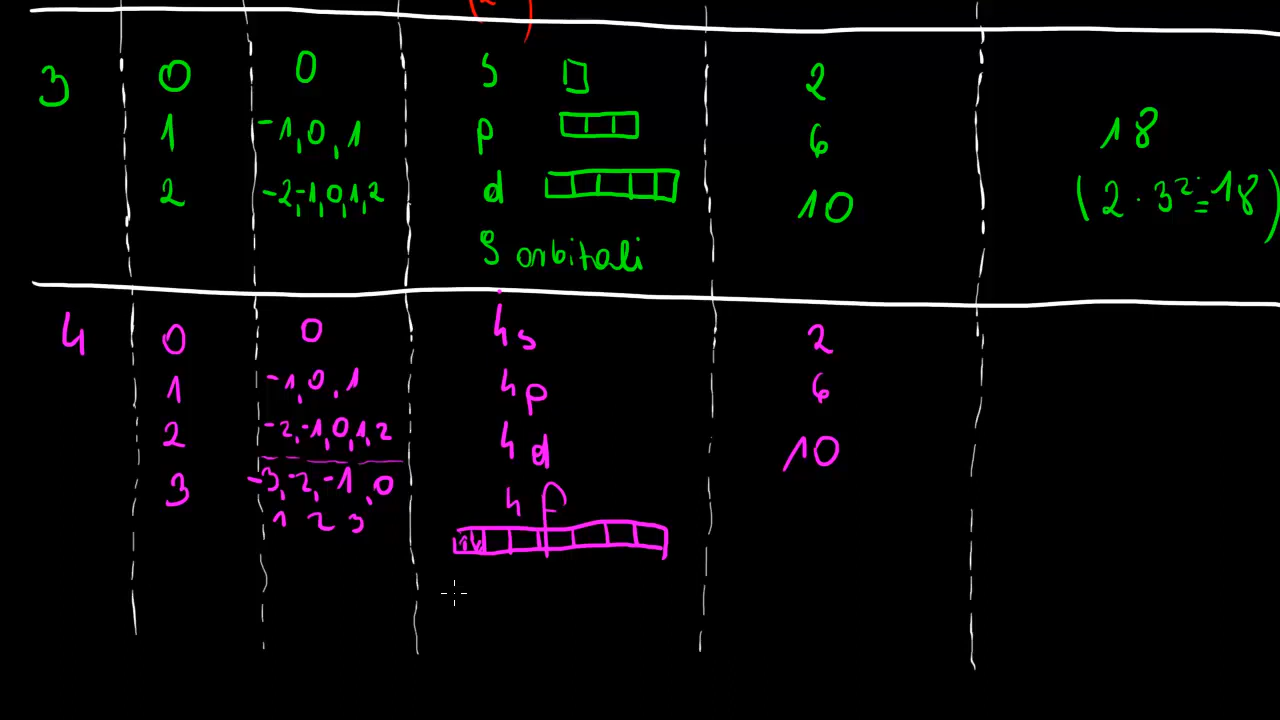 3 0 0 s 2
1 -1,0,1 p 6 18
2 -2,-1,0,1,2 d 10 (2 · 3² = 18)
9 orbitali
4 0 0 4s 2
1 -1,0,1 4p 6
2 -2,-1,0,1,2 4d 10
3 -3,-2,-1,0 4f
1 2 3